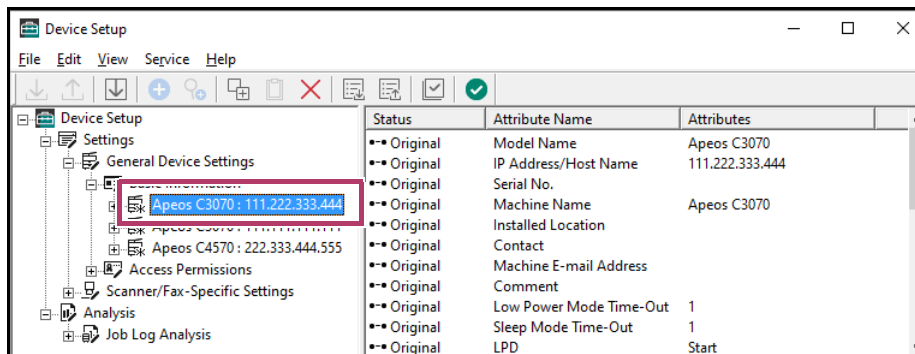 Device Setup
File Edit View Service Help
Device Setup
Settings
General Device Settings
Basic Information
Apeos C3070 : 111.222.333.444
Apeos C4570 : 222.333.444.555
Access Permissions
Scanner/Fax-Specific Settings
Analysis
Job Log Analysis
Status Attribute Name Attributes
Original Model Name Apeos C3070
Original IP Address/Host Name 111.222.333.444
Original Serial No.
Original Machine Name Apeos C3070
Original Installed Location
Original Contact
Original Machine E-mail Address
Original Comment
Original Low Power Mode Time-Out 1
Original Sleep Mode Time-Out 1
Original LPD Start